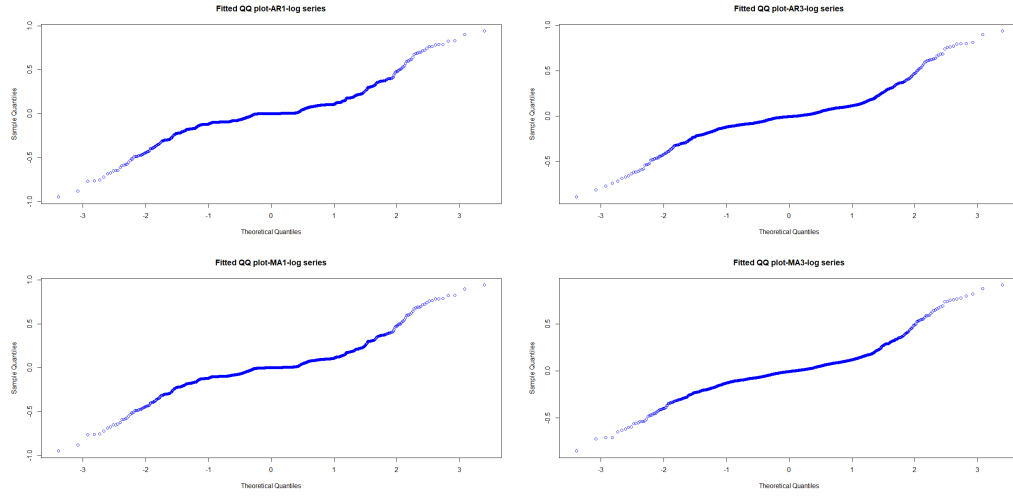 Fitted QQ plot-AR1-log series
Sample Quantiles
1.0
0.5
0.0
-0.5
-1.0
-3 -2 -1 0 1 2 3
Theoretical Quantiles
Fitted QQ plot-AR3-log series
Sample Quantiles
1.0
0.5
0.0
-0.5
-3 -2 -1 0 1 2 3
Theoretical Quantiles
Fitted QQ plot-MA1-log series
Sample Quantiles
1.0
0.5
0.0
-0.5
-1.0
-3 -2 -1 0 1 2 3
Theoretical Quantiles
Fitted QQ plot-MA3-log series
Sample Quantiles
0.5
0.0
-0.5
-3 -2 -1 0 1 2 3
Theoretical Quantiles